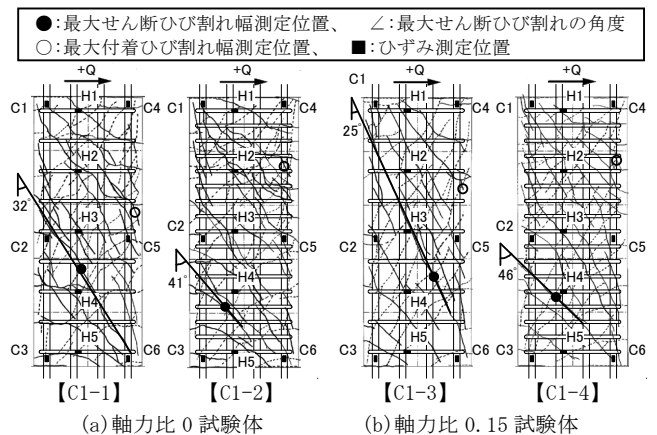 ●:最大せん断ひび割れ幅測定位置、 ∠:最大せん断ひび割れの角度
○:最大付着ひび割れ幅測定位置、 ■:ひずみ測定位置
+Q +Q +Q +Q
C1 H1 C4 H1 C4 C1 H1 C4 H1 C4
25°
H2 H2 H2 H2
32°
H3 H3 H3 H3
C2 C5 C2 C5 C2 C5 C2 C5
41° 46°
H4 H4 H4 H4
H5 H5 H5 H5
C3 C6 C3 C6 C3 C6 C3 C6
【C1-1】 【C1-2】 【C1-3】 【C1-4】
(a)軸力比 0 試験体 (b)軸力比 0.15 試験体